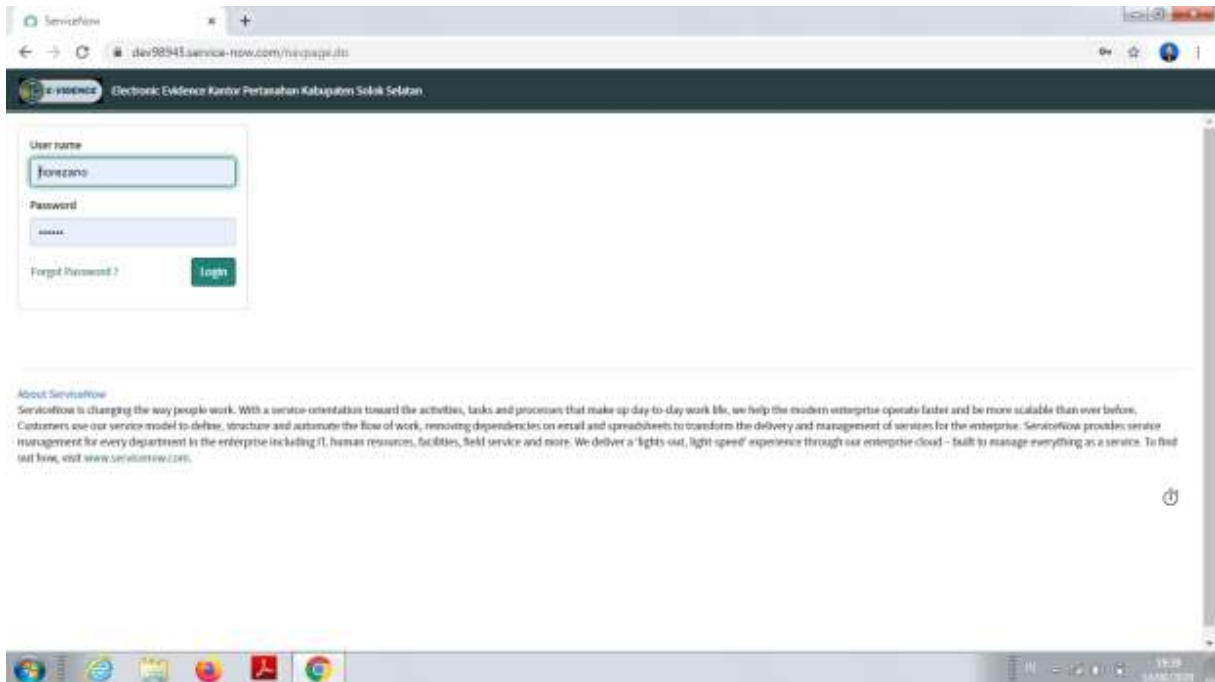 ServiceNow
dev98943.service-now.com/navpage.do
E-VIDENCE Electronic Evidence Kantor Pertanahan Kabupaten Solok Selatan
User name
fiorezano
Password
••••••
Forgot Password ?
Login
About ServiceNow
ServiceNow is changing the way people work. With a service-orientation toward the activities, tasks and processes that make up day-to-day work life, we help the modern enterprise operate faster and be more scalable than ever before.
Customers use our service model to define, structure and automate the flow of work, removing dependencies on email and spreadsheets to transform the delivery and management of services for the enterprise. ServiceNow provides service
management for every department in the enterprise including IT, human resources, facilities, field service and more. We deliver a 'lights-out, light-speed' experience through our enterprise cloud – built to manage everything as a service. To find
out how, visit www.servicenow.com.
IN
19:39